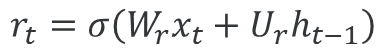 r_t = σ(W_r x_t + U_r h_{t−1})